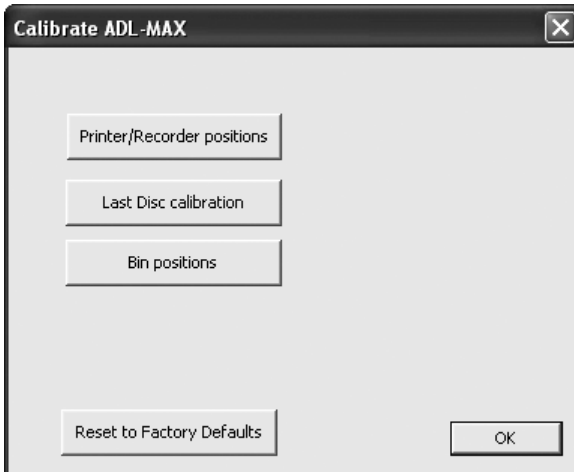 Calibrate ADL-MAX
Printer/Recorder positions
Last Disc calibration
Bin positions
Reset to Factory Defaults
OK